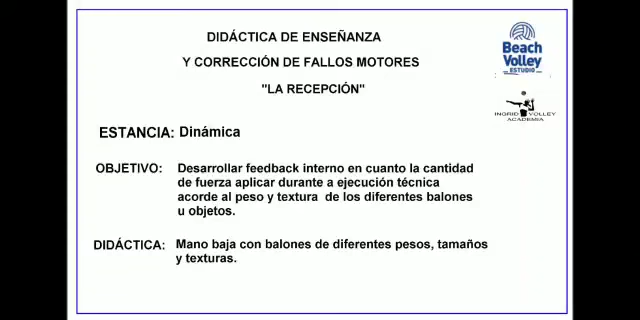 DIDÁCTICA DE ENSEÑANZA
Y CORRECCIÓN DE FALLOS MOTORES
"LA RECEPCIÓN"
Beach
Volley
ESTUDIO
INGRID VOLLEY
ACADEMIA
ESTANCIA: Dinámica
OBJETIVO: Desarrollar feedback interno en cuanto la cantidad
de fuerza aplicar durante a ejecución técnica
acorde al peso y textura de los diferentes balones
u objetos.
DIDÁCTICA: Mano baja con balones de diferentes pesos, tamaños
y texturas.